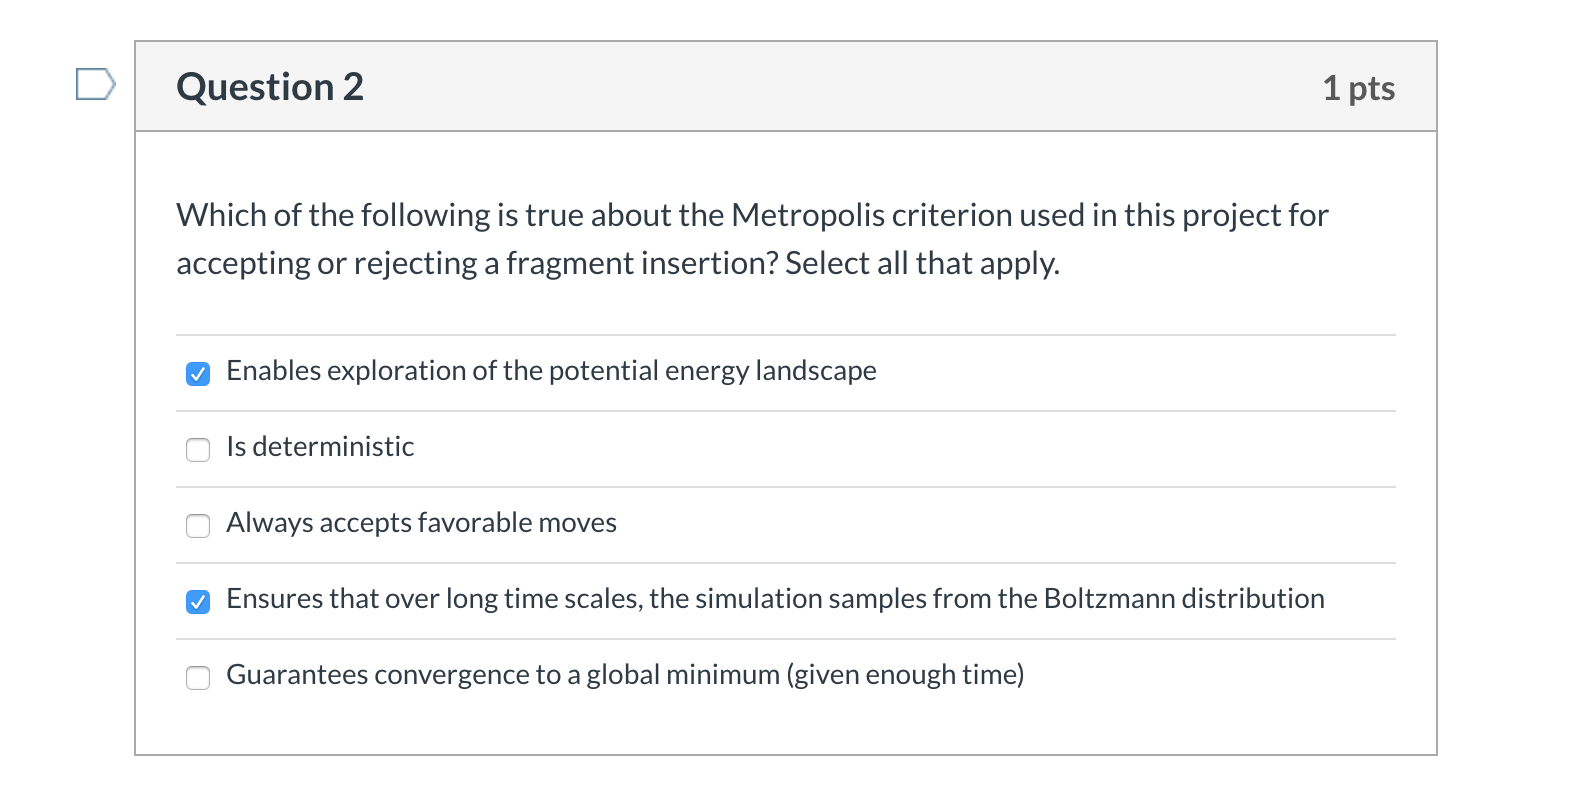 Question 2
1 pts
Which of the following is true about the Metropolis criterion used in this project for
accepting or rejecting a fragment insertion? Select all that apply.
Enables exploration of the potential energy landscape
Is deterministic
Always accepts favorable moves
Ensures that over long time scales, the simulation samples from the Boltzmann distribution
Guarantees convergence to a global minimum (given enough time)